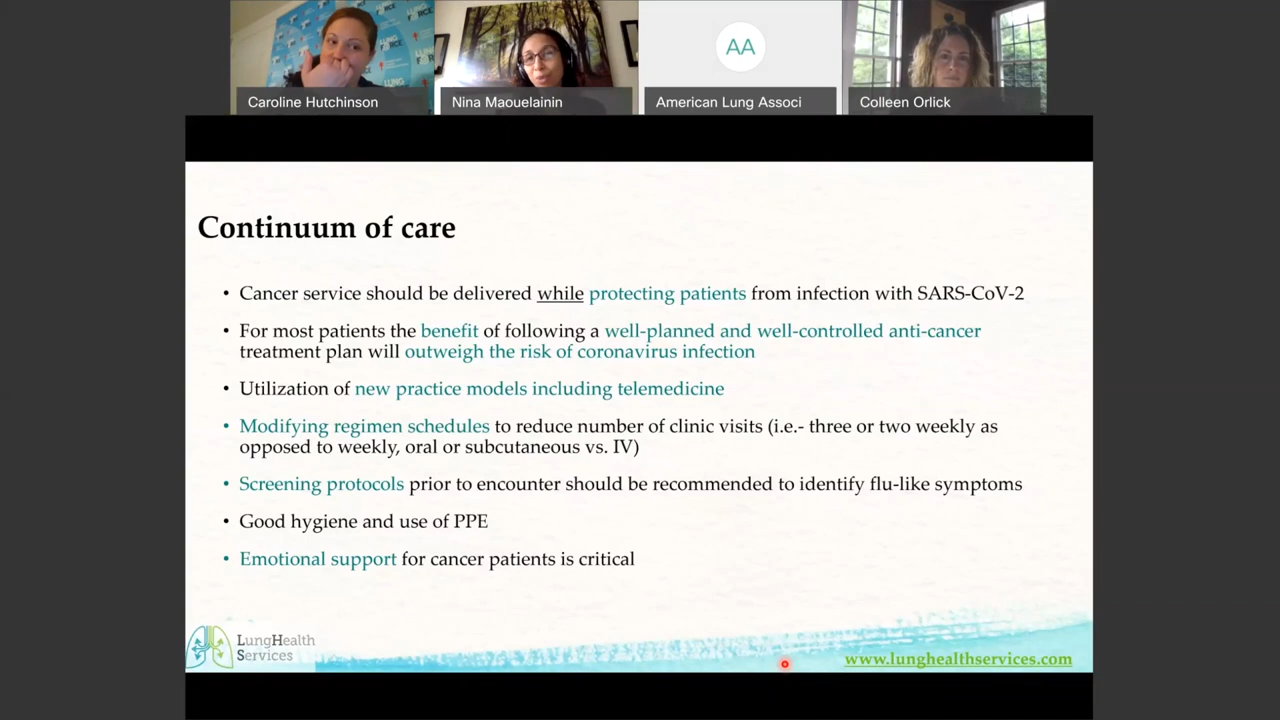 Caroline Hutchinson
Nina Maouelainin
AA
American Lung Associ
Colleen Orlick
Continuum of care
• Cancer service should be delivered while protecting patients from infection with SARS-CoV-2
• For most patients the benefit of following a well-planned and well-controlled anti-cancer
treatment plan will outweigh the risk of coronavirus infection
• Utilization of new practice models including telemedicine
• Modifying regimen schedules to reduce number of clinic visits (i.e.- three or two weekly as
opposed to weekly, oral or subcutaneous vs. IV)
• Screening protocols prior to encounter should be recommended to identify flu-like symptoms
• Good hygiene and use of PPE
• Emotional support for cancer patients is critical
LungHealth
Services
www.lunghealthservices.com